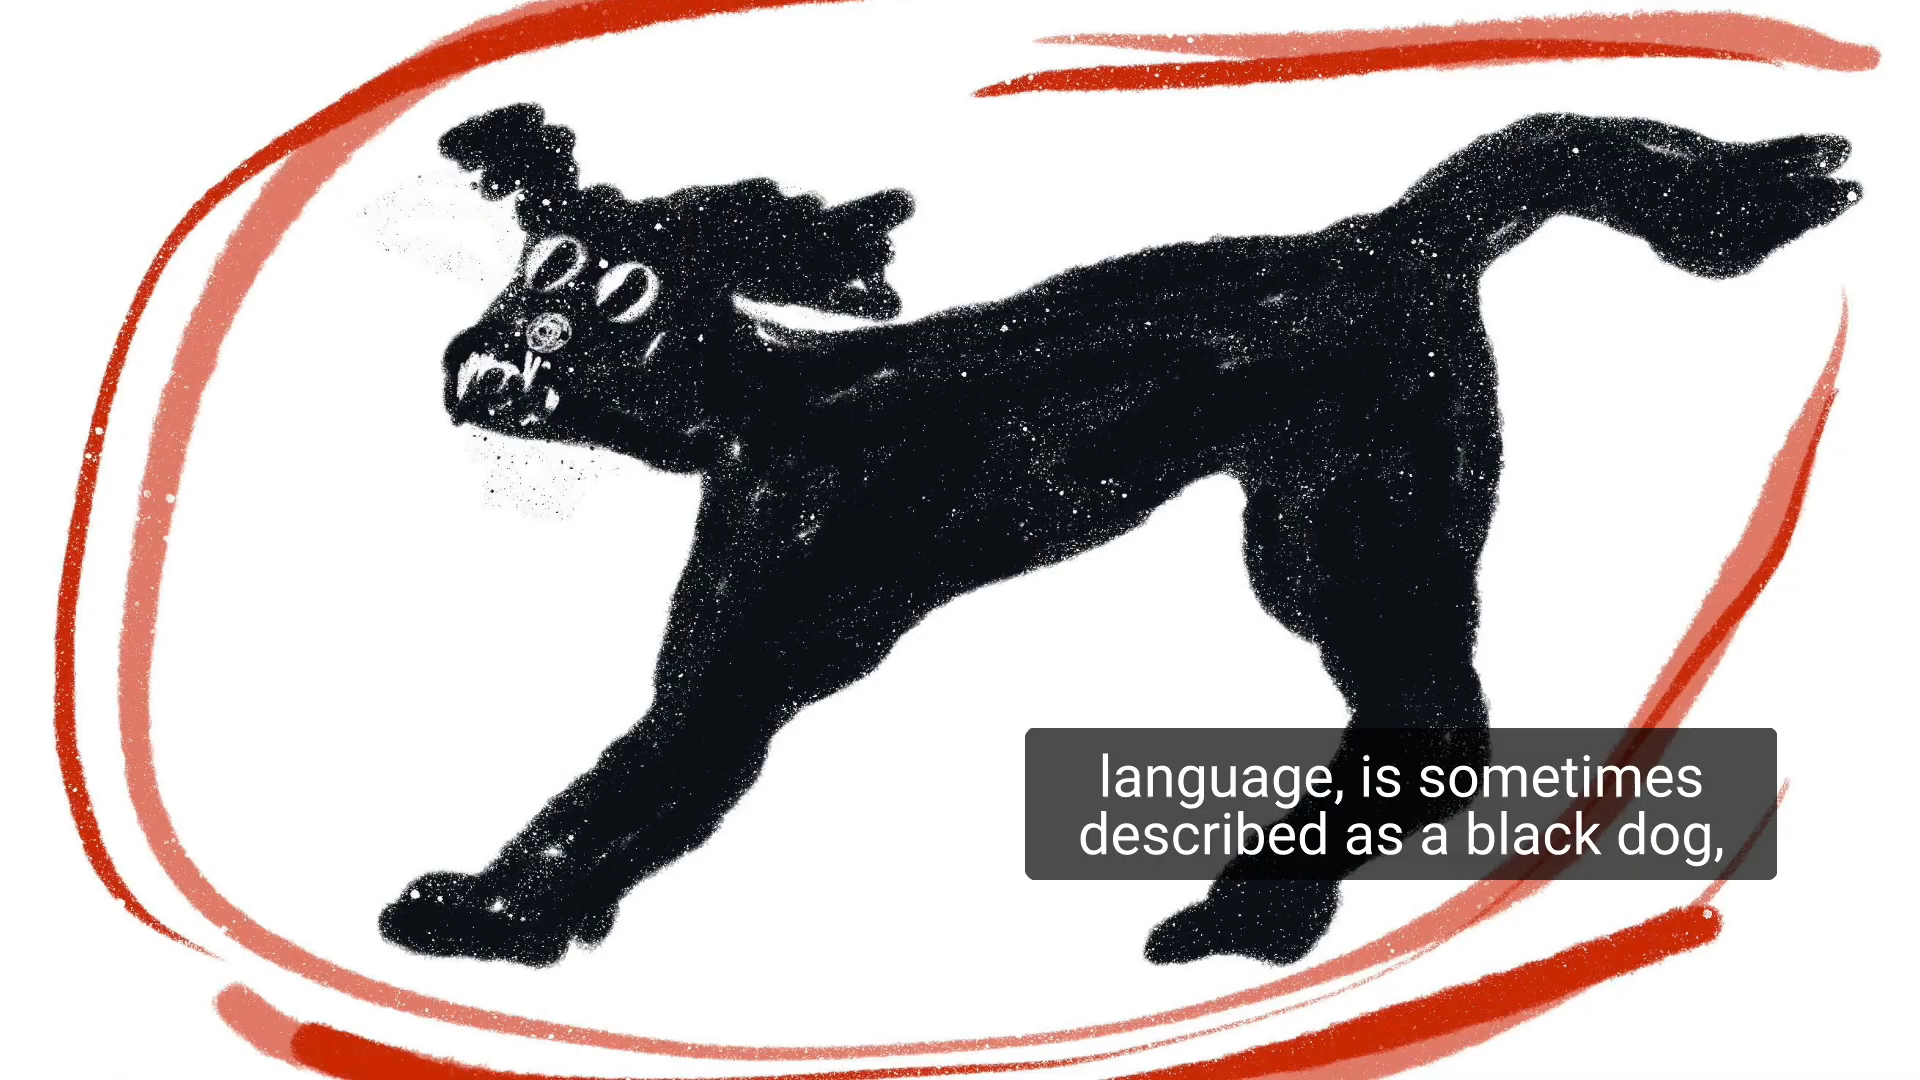 language, is sometimes
described as a black dog,